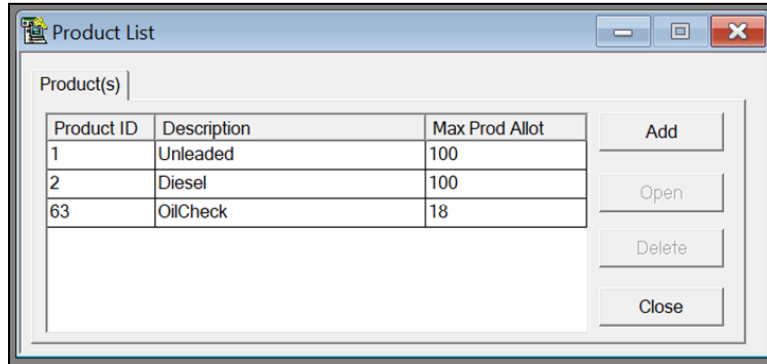 Product List
Product(s)
Product ID Description Max Prod Allot
1 Unleaded 100
2 Diesel 100
63 OilCheck 18
Add
Open
Delete
Close